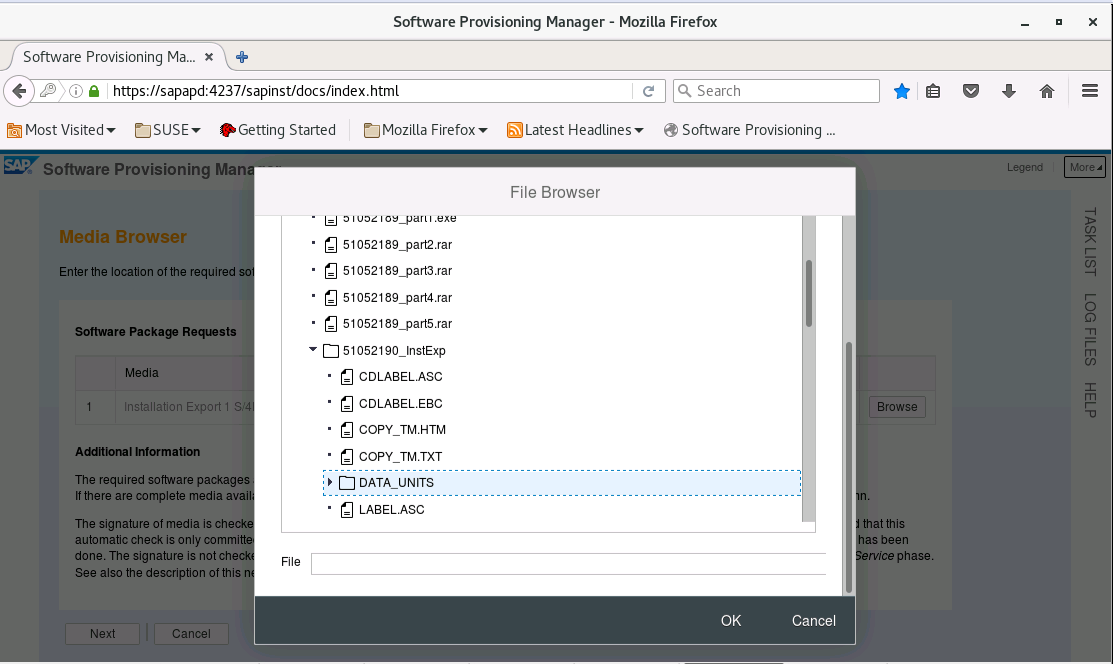 Software Provisioning Manager - Mozilla Firefox
Software Provisioning Ma...
https://sapapd:4237/sapinst/docs/index.html
Search
Most Visited
SUSE
Getting Started
Mozilla Firefox
Latest Headlines
Software Provisioning ...
SAP
Software Provisioning Mana
Legend
More
File Browser
Media Browser
Enter the location of the required so
Software Package Requests
Media
1
Installation Export 1 S/4
Browse
Additional Information
The required software packages
If there are complete media avail
n.
The signature of media is checke
d that this
automatic check is only committe
has been
done. The signature is not checke
Service phase.
See also the description of this ne
Next
Cancel
51052189_part1.exe
51052189_part2.rar
51052189_part3.rar
51052189_part4.rar
51052189_part5.rar
51052190_InstExp
CDLABEL.ASC
CDLABEL.EBC
COPY_TM.HTM
COPY_TM.TXT
DATA_UNITS
LABEL.ASC
File
OK
Cancel
TASK LIST
LOG FILES
HELP